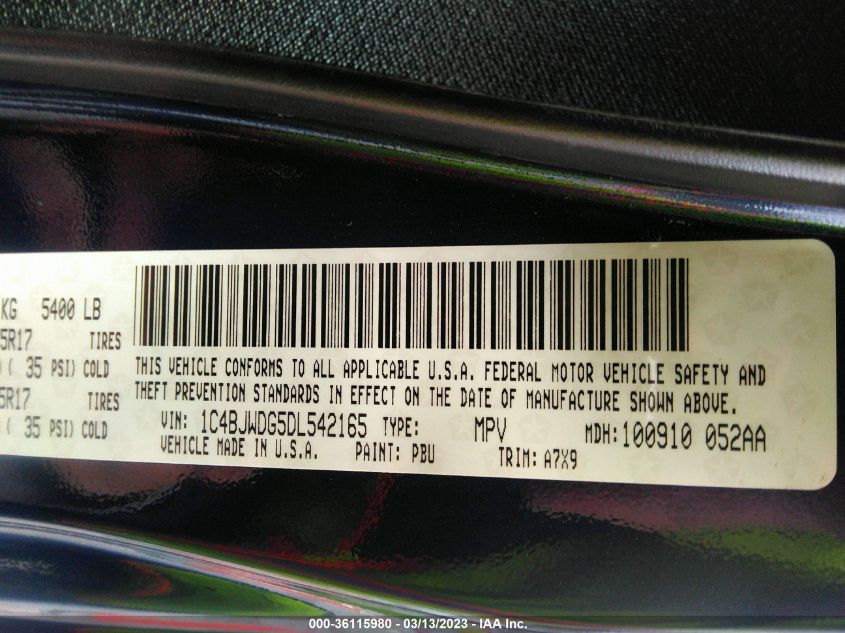 KG 5400 LB
5R17 TIRES
( 35 PSI) COLD
5R17 TIRES
( 35 PSI) COLD
THIS VEHICLE CONFORMS TO ALL APPLICABLE U.S.A. FEDERAL MOTOR VEHICLE SAFETY AND
THEFT PREVENTION STANDARDS IN EFFECT ON THE DATE OF MANUFACTURE SHOWN ABOVE.
VIN: 1C4BJWDG5DL542165 TYPE: MPV MDH:100910 052AA
VEHICLE MADE IN U.S.A. PAINT: PBU TRIM: A7X9
000-36115980 - 03/13/2023 - IAA Inc.